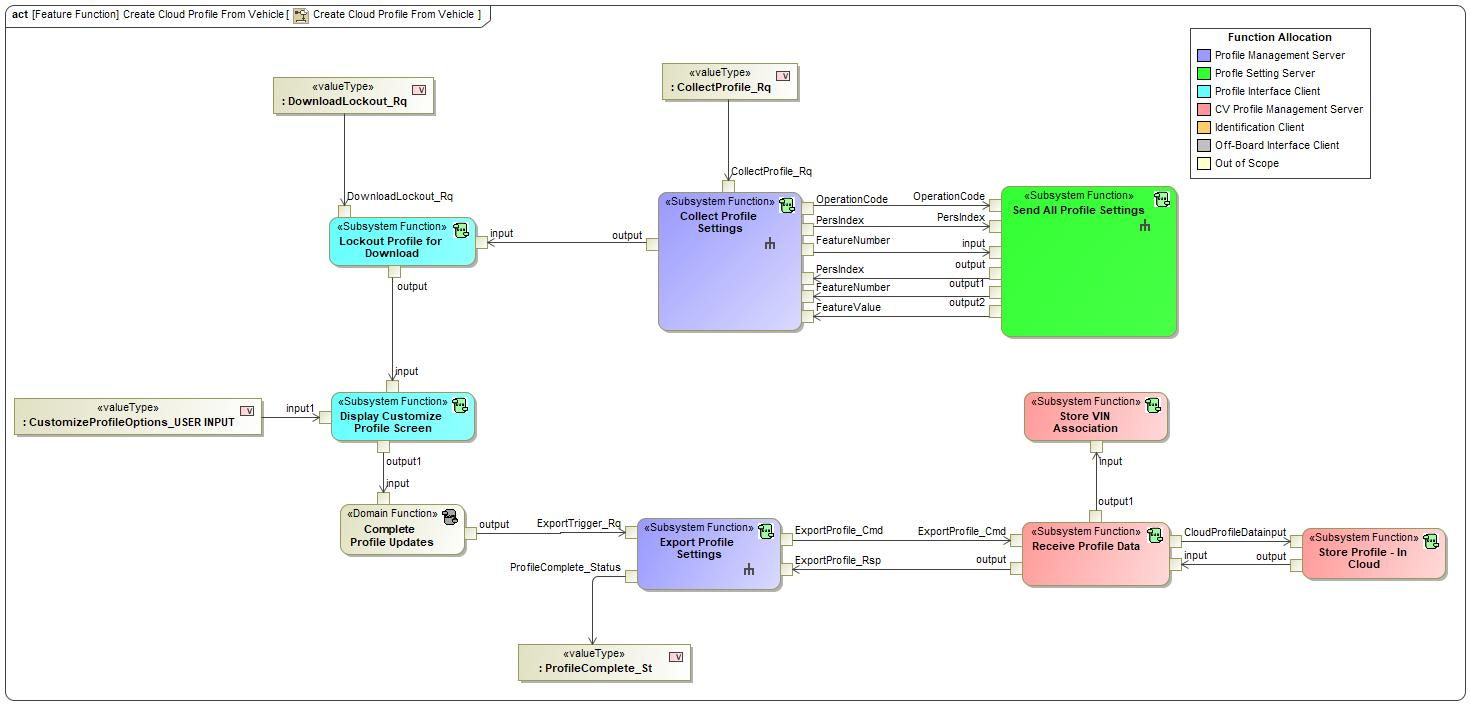 act [Feature Function] Create Cloud Profile From Vehicle [ Create Cloud Profile From Vehicle ]
Function Allocation
Profile Management Server
Profle Setting Server
Profile Interface Client
CV Profile Management Server
Identification Client
Off-Board Interface Client
Out of Scope
«valueType»
: DownloadLockout_Rq
V
«valueType»
: CollectProfile_Rq
V
DownloadLockout_Rq
CollectProfile_Rq
«Subsystem Function»
Lockout Profile for
Download
input
output
output
«Subsystem Function»
Collect Profile
Settings
OperationCode
OperationCode
PersIndex
PersIndex
FeatureNumber
input
PersIndex
output
FeatureNumber
output1
FeatureValue
output2
«Subsystem Function»
Send All Profile Settings
input
«valueType»
: CustomizeProfileOptions_USER INPUT
V
input1
«Subsystem Function»
Display Customize
Profile Screen
output1
input
«Subsystem Function»
Store VIN
Association
input
output1
«Domain Function»
Complete
Profile Updates
output
ExportTrigger_Rq
ProfileComplete_Status
«Subsystem Function»
Export Profile
Settings
ExportProfile_Cmd
ExportProfile_Cmd
ExportProfile_Rsp
output
«Subsystem Function»
Receive Profile Data
CloudProfileDatainput
input
output
«Subsystem Function»
Store Profile - In
Cloud
«valueType»
: ProfileComplete_St
V